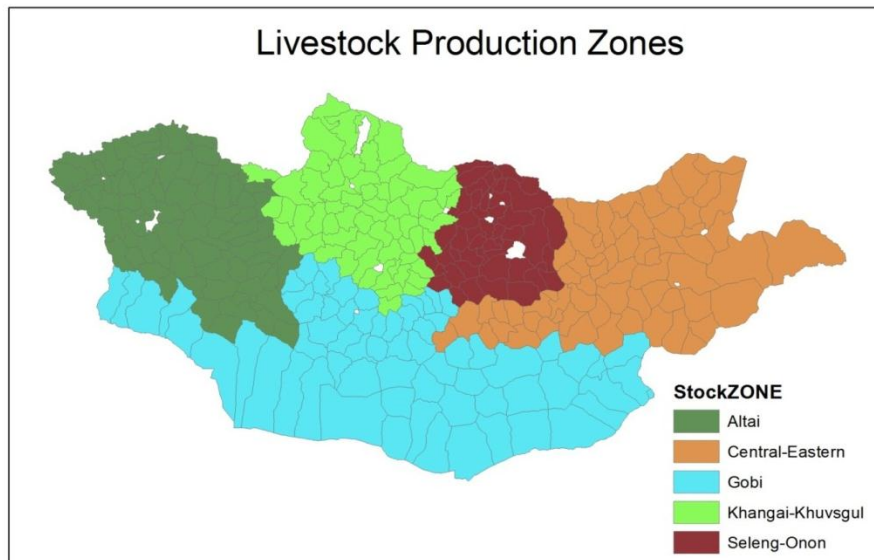 Livestock Production Zones
StockZONE
Altai
Central-Eastern
Gobi
Khangai-Khuvsgul
Seleng-Onon